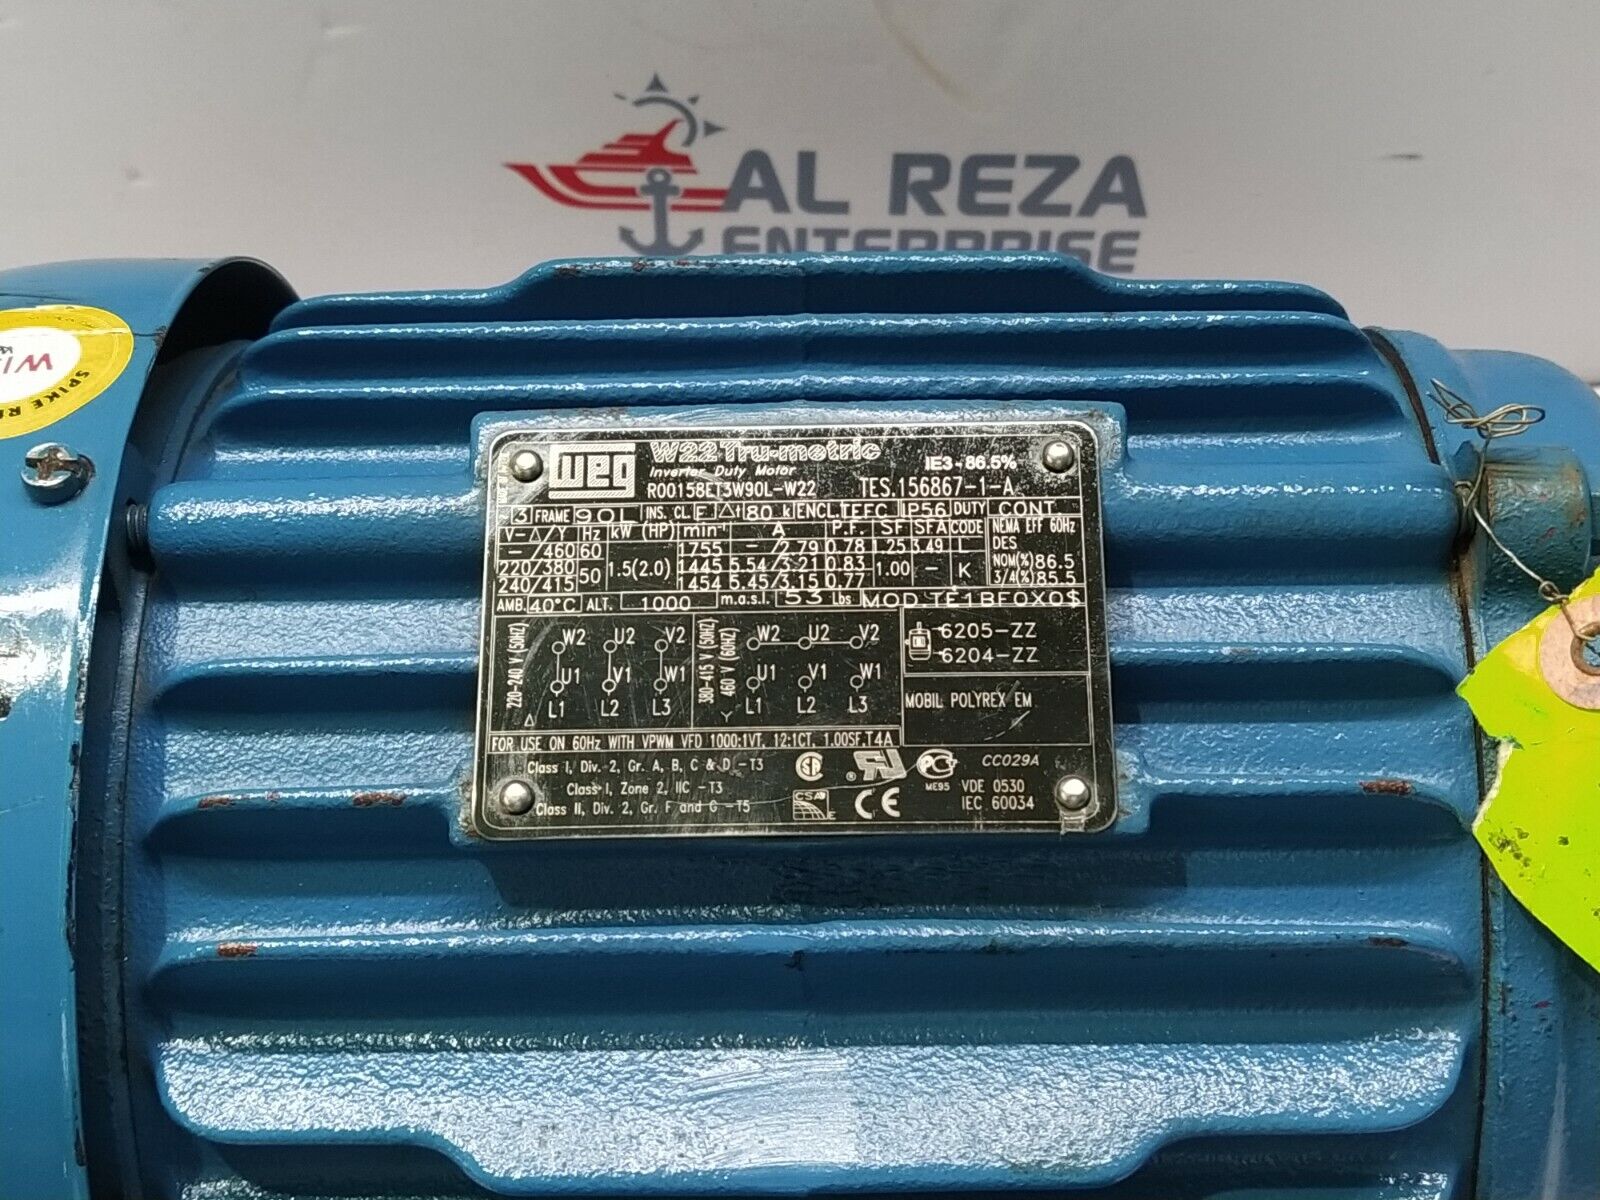 AL REZA
ENTERPRISE
SPIKE
weg
W22 Tru-metric
IE3-86.5%
Inverter Duty Motor
R00158ET3W90L-W22 TES.156867-1-A
3 FRAME 90L INS. CL F Δt 80 k ENCL. TEFC IP56 DUTY CONT.
V-Δ/Y Hz kW (HP) min⁻¹ A P.F. SF SFA CODE NEMA EFF 60Hz
-/460 60 1755 -/2.79 0.78 1.25 3.49 L DES
220/380 50 1.5(2.0) 1445 5.54/3.21 0.83 1.00 - K NOM(%)86.5
240/415 1454 5.45/3.15 0.77 3/4(%)85.5
AMB. 40°C ALT. 1000 m.a.s.l. 53 Lbs MOD TE1BF0X0$
220-240 V (50HZ) Δ
W2 U2 V2
U1 V1 W1
L1 L2 L3
380-415 V (50HZ)
460 V (60HZ) Y
W2 U2 V2
U1 V1 W1
L1 L2 L3
6205-ZZ
6204-ZZ
MOBIL POLYREX EM
FOR USE ON 60Hz WITH VPWM VFD 1000:1VT, 12:1CT, 1.00SF,T4A
Class I, Div. 2, Gr. A, B, C & D -T3
Class I, Zone 2, IIC -T3
Class II, Div. 2, Gr. F and G -T5
CC029A
ME95
VDE 0530
IEC 60034
CSA
E
CE